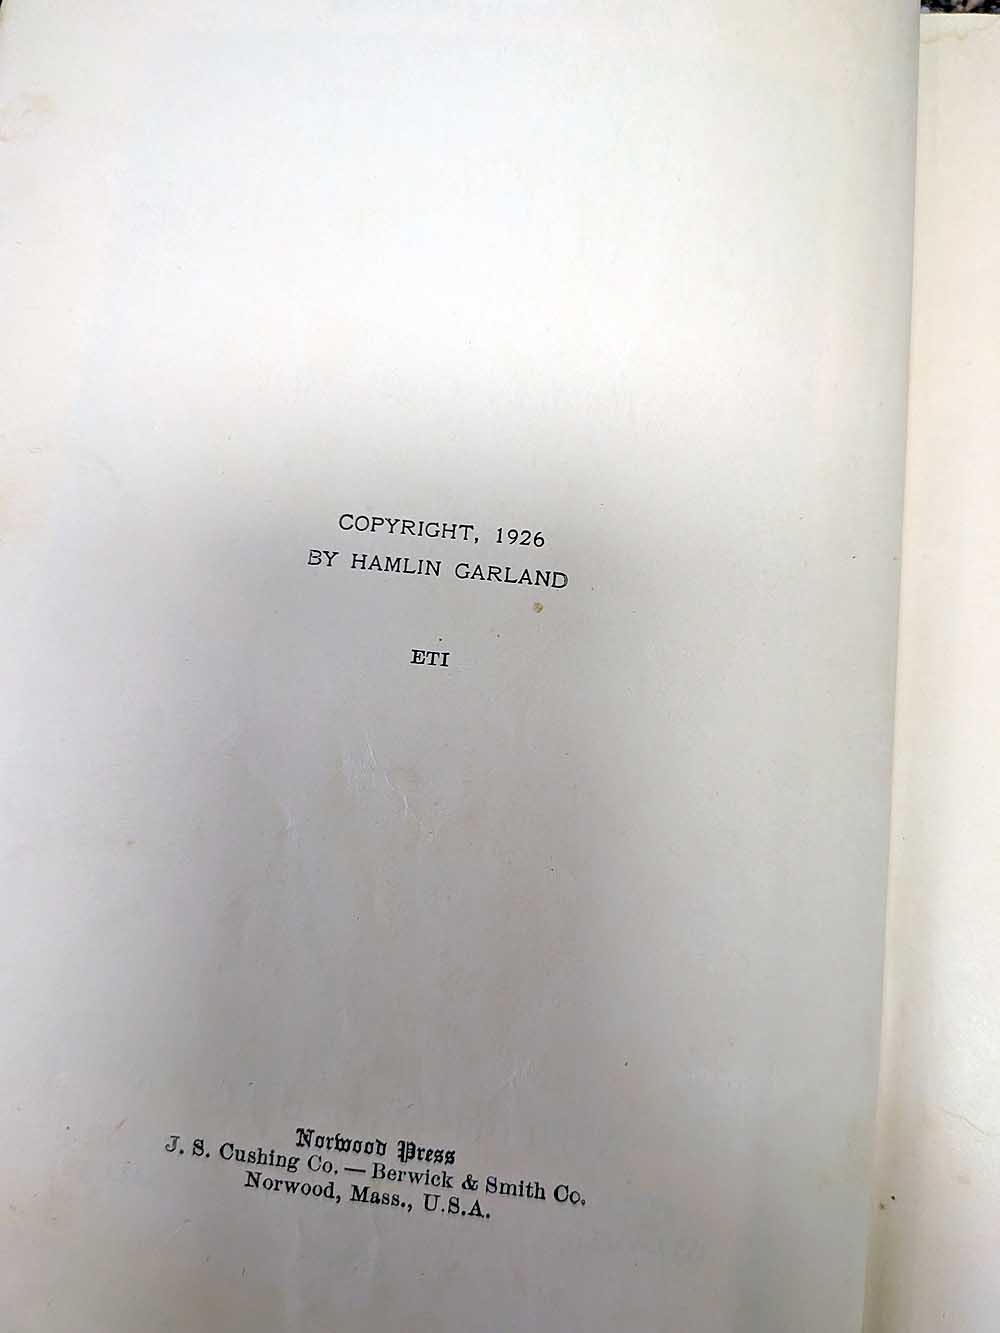 COPYRIGHT, 1926
BY HAMLIN GARLAND
ETI
Norwood Press
J. S. Cushing Co. — Berwick & Smith Co.
Norwood, Mass., U.S.A.